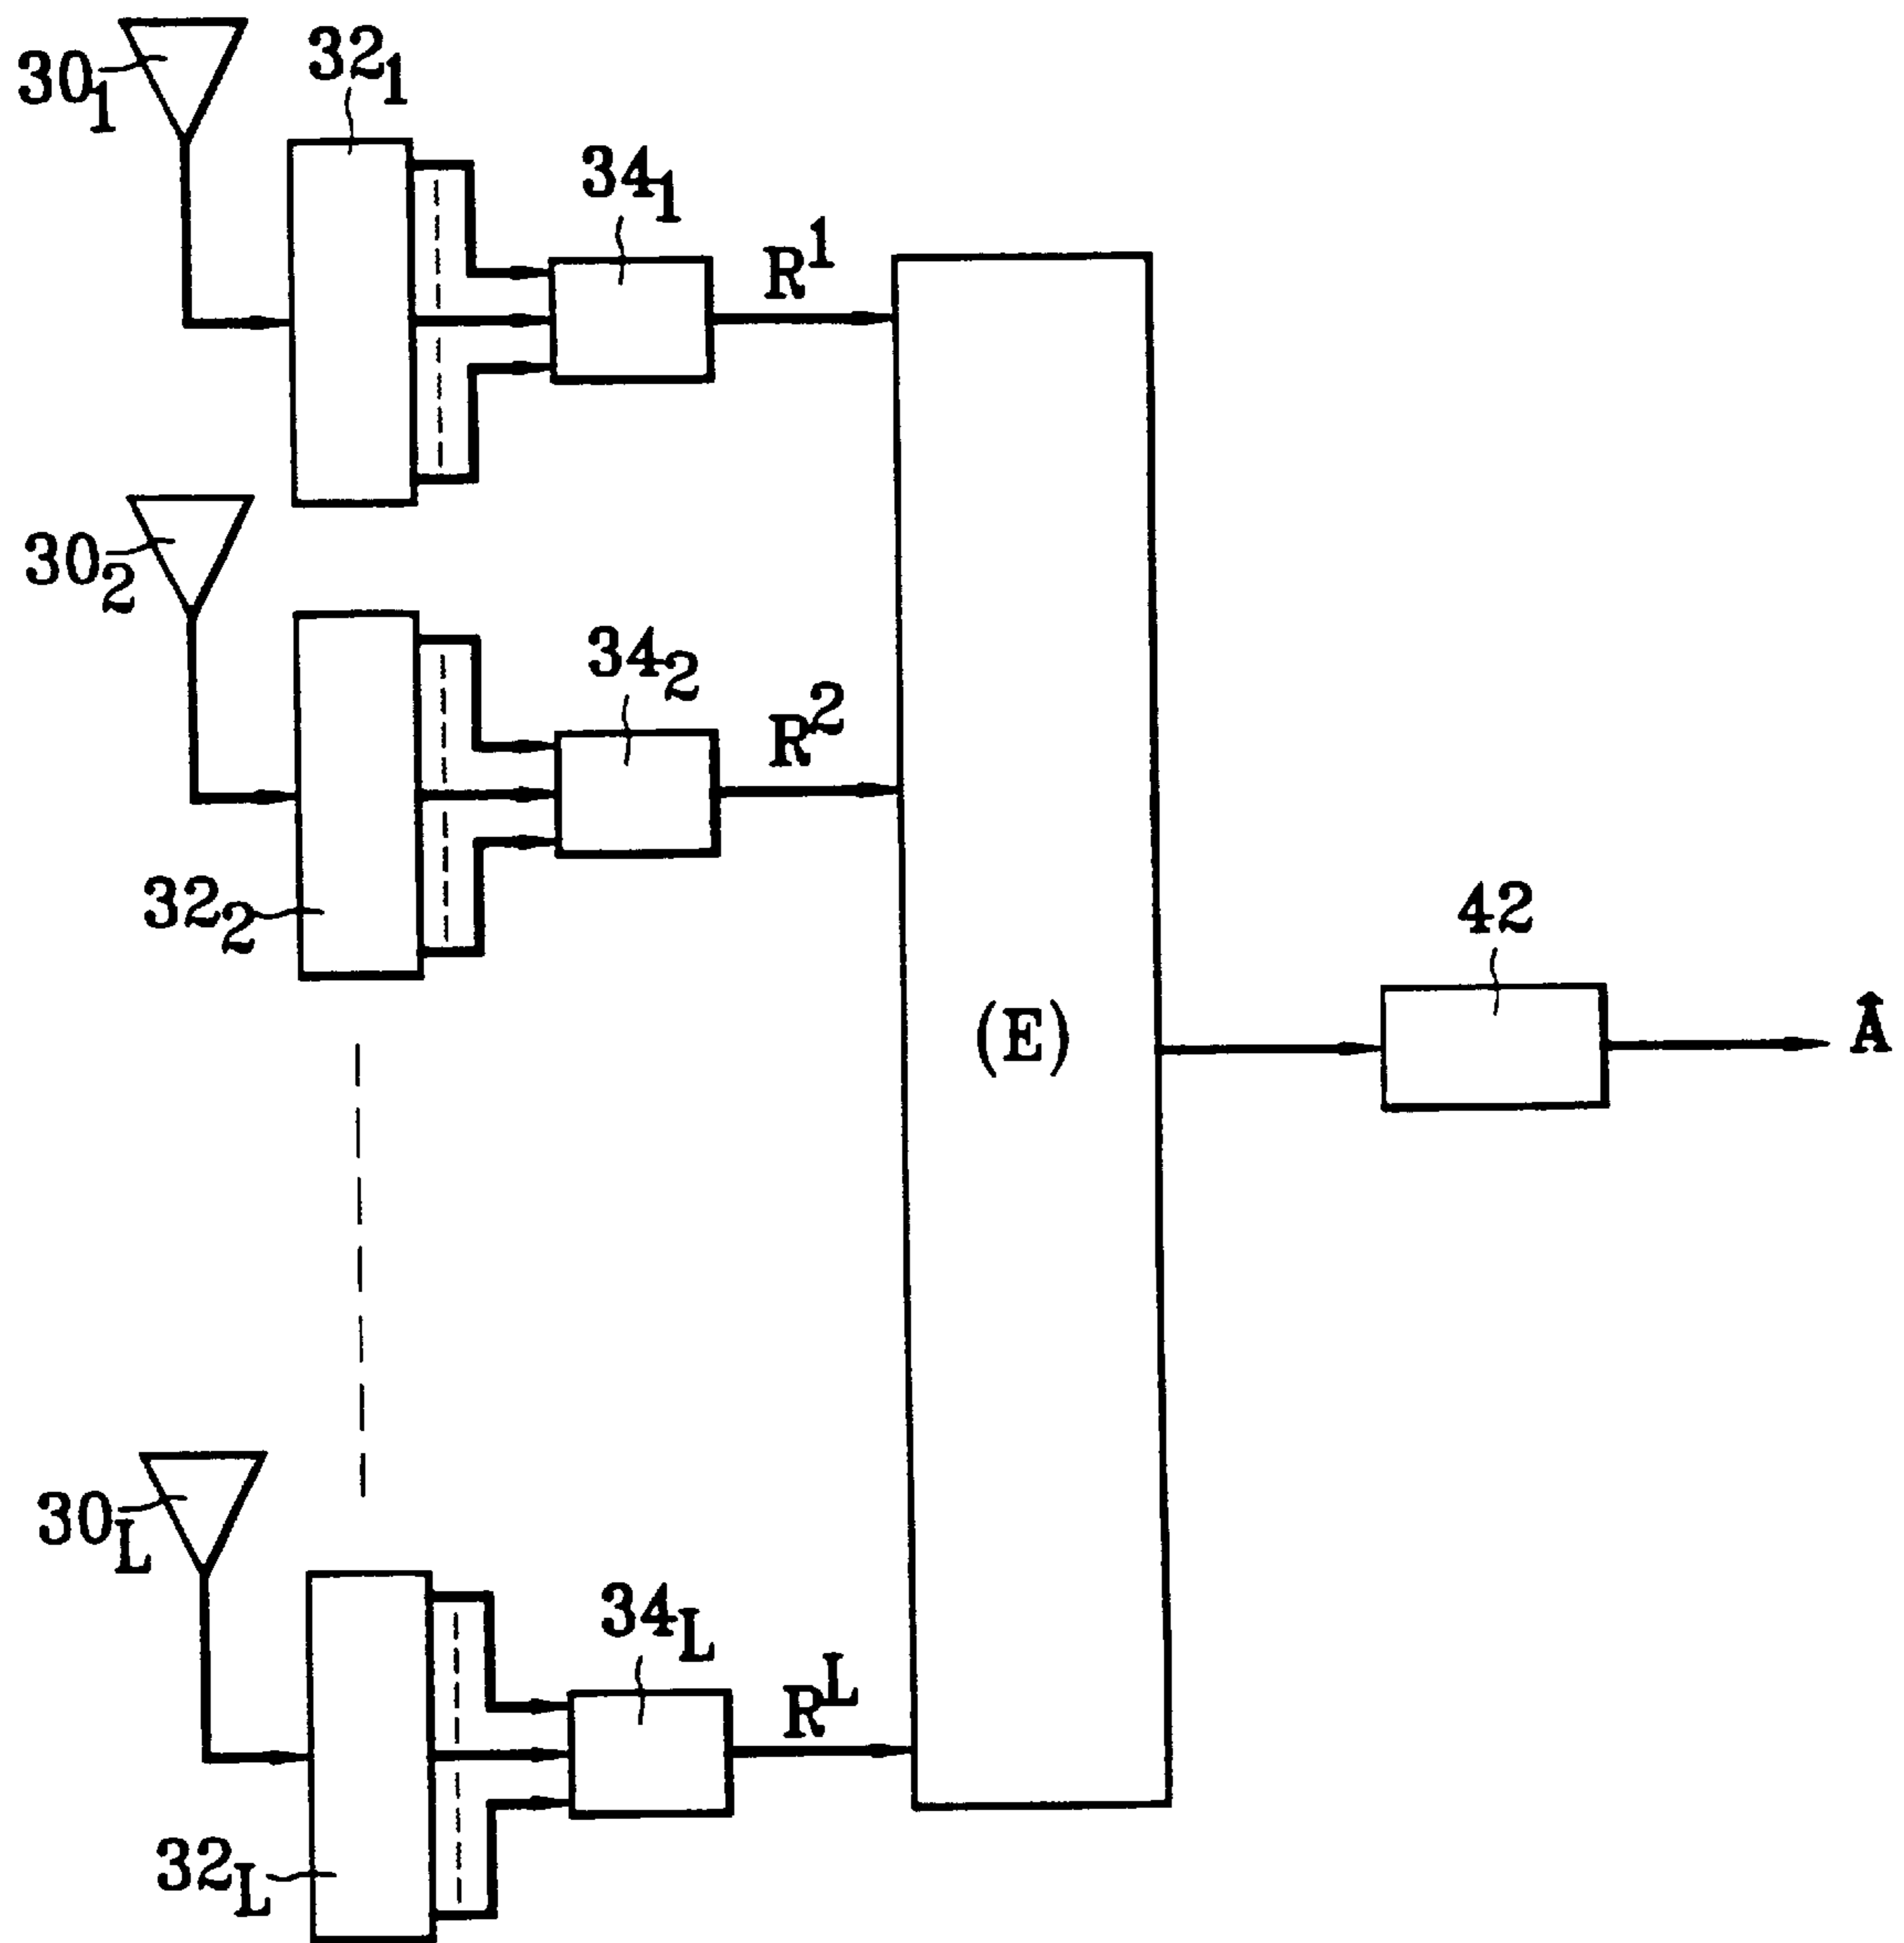 30₁
32₁
34₁
R¹
30₂
34₂
R²
32₂
42
(E)
Â
30L
34L
Rᴸ
32L